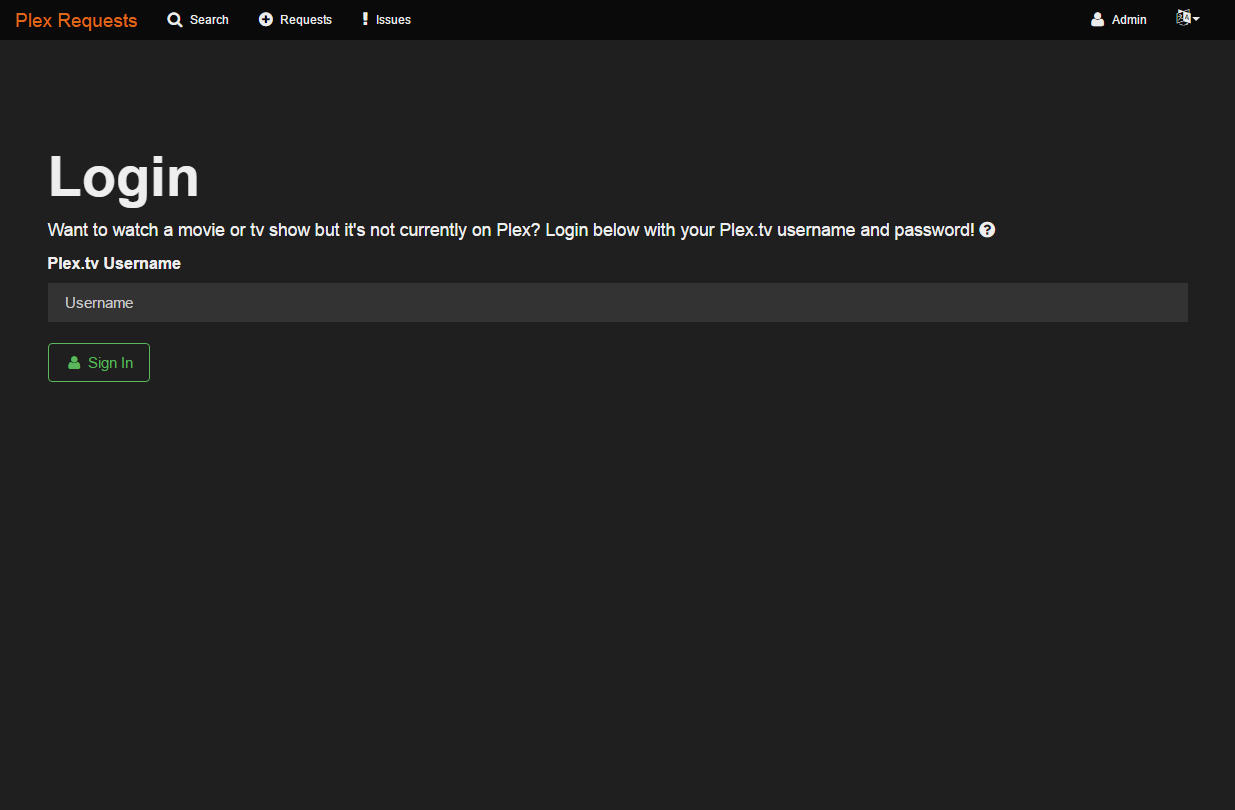 Plex Requests Search Requests Issues Admin
Login
Want to watch a movie or tv show but it's not currently on Plex? Login below with your Plex.tv username and password!
Plex.tv Username
Username
Sign In